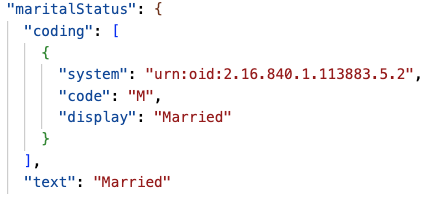 "maritalStatus": {
"coding": [
{
"system": "urn:oid:2.16.840.1.113883.5.2",
"code": "M",
"display": "Married"
}
],
"text": "Married"